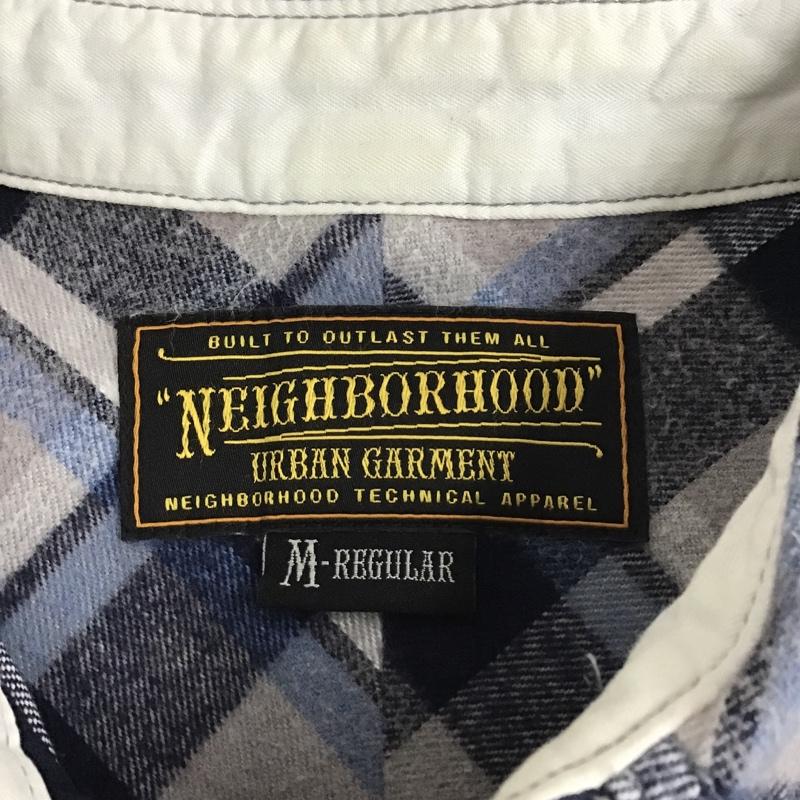 BUILT TO OUTLAST THEM ALL
"NEIGHBORHOOD"
URBAN GARMENT
NEIGHBORHOOD TECHNICAL APPAREL
M-REGULAR